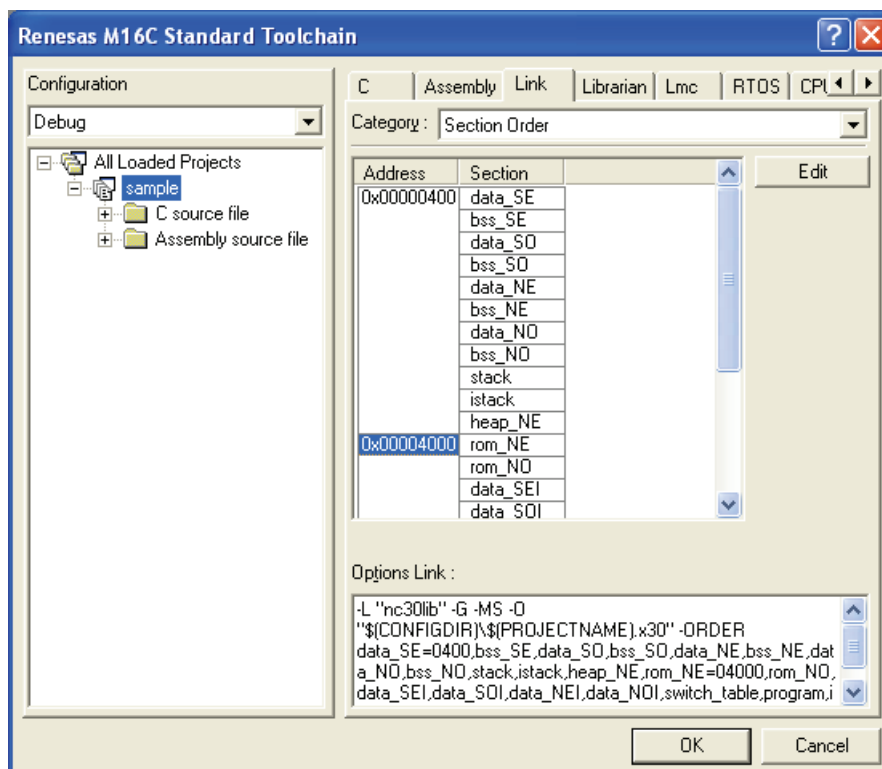 Renesas M16C Standard Toolchain
Configuration
Debug
All Loaded Projects
sample
C source file
Assembly source file
C Assembly Link Librarian Lmc RTOS CPU
Category : Section Order
Address Section
Edit
0x00000400 data_SE
bss_SE
data_SO
bss_SO
data_NE
bss_NE
data_NO
bss_NO
stack
istack
heap_NE
0x00004000 rom_NE
rom_NO
data_SEI
data_SOI
Options Link :
-L "nc30lib" -G -MS -O
"$(CONFIGDIR)\$(PROJECTNAME).x30" -ORDER
data_SE=0400,bss_SE,data_SO,bss_SO,data_NE,bss_NE,dat
a_NO,bss_NO,stack,istack,heap_NE,rom_NE=04000,rom_NO,
data_SEI,data_SOI,data_NEI,data_NOI,switch_table,program,i
OK Cancel